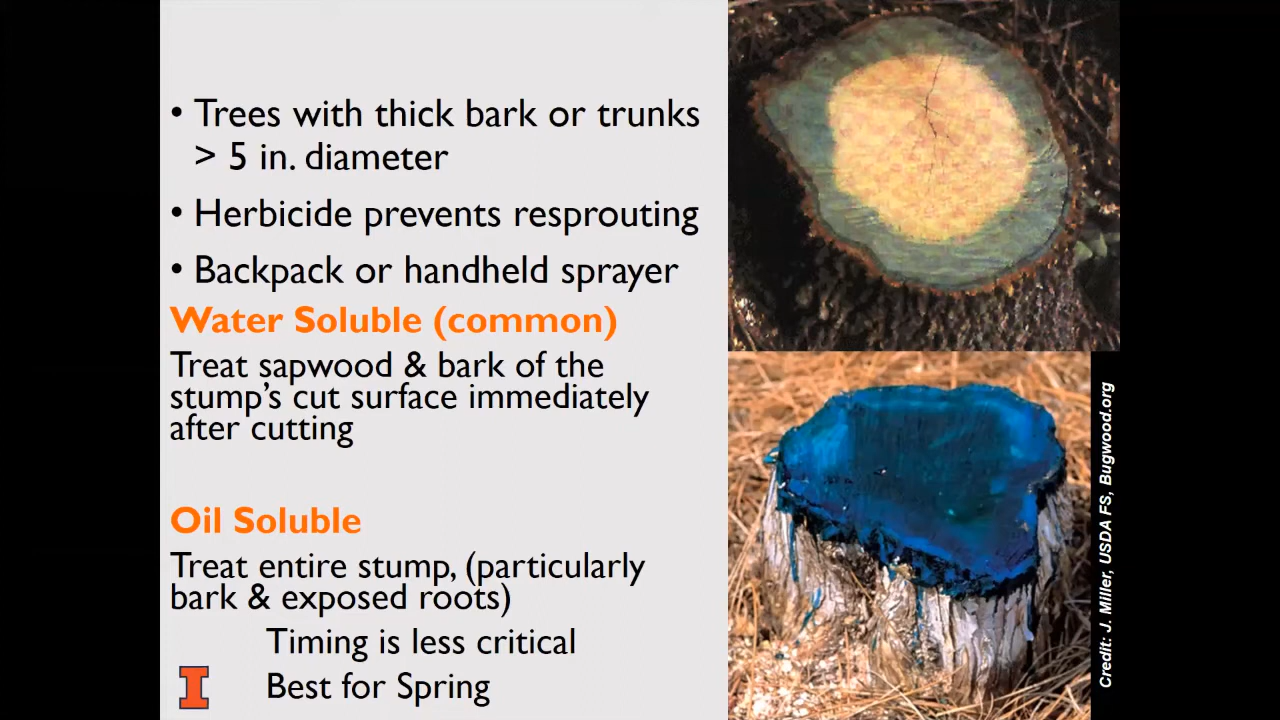 • Trees with thick bark or trunks
> 5 in. diameter
• Herbicide prevents resprouting
• Backpack or handheld sprayer
Water Soluble (common)
Treat sapwood & bark of the
stump's cut surface immediately
after cutting
Oil Soluble
Treat entire stump, (particularly
bark & exposed roots)
Timing is less critical
Best for Spring
I
Credit: J. Miller, USDA FS, Bugwood.org